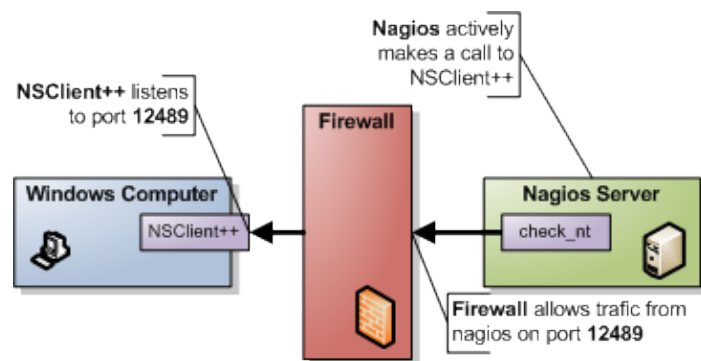 Nagios actively
makes a call to
NSClient++
NSClient++ listens
to port 12489
Firewall
Windows Computer
NSClient++
Nagios Server
check_nt
Firewall allows trafic from
nagios on port 12489